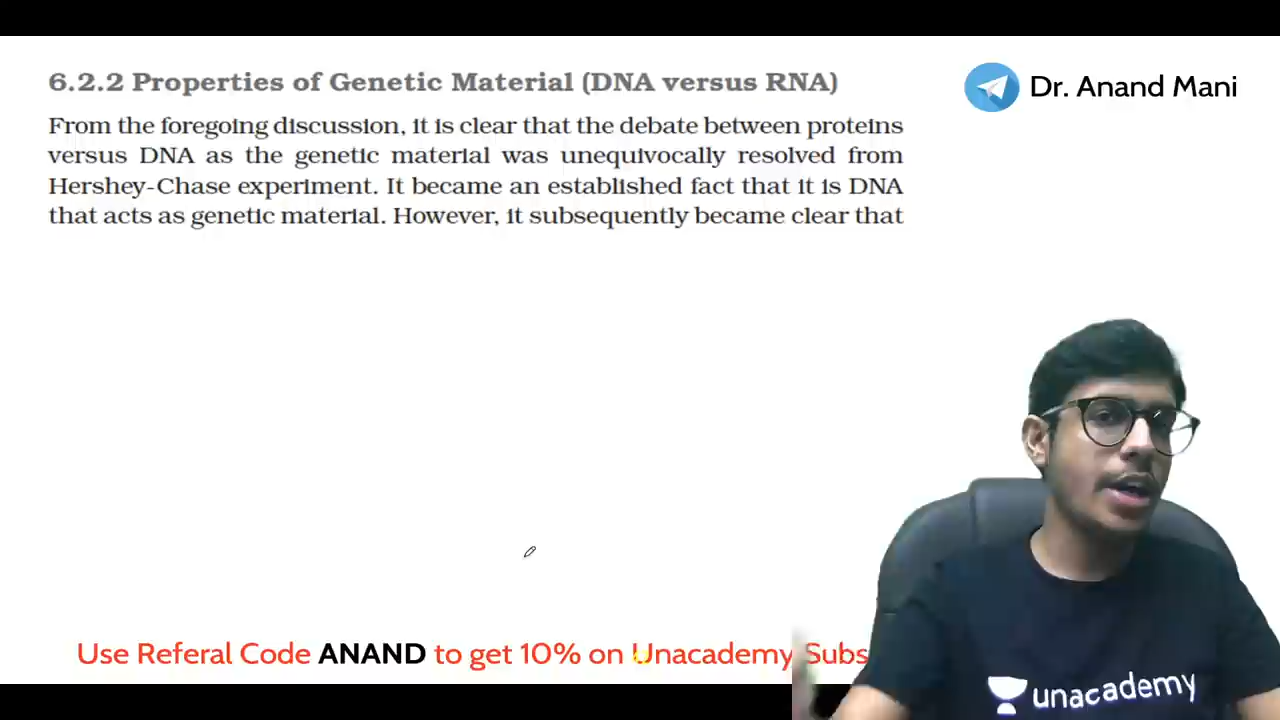 6.2.2 Properties of Genetic Material (DNA versus RNA)
Dr. Anand Mani
From the foregoing discussion, it is clear that the debate between proteins
versus DNA as the genetic material was unequivocally resolved from
Hershey-Chase experiment. It became an established fact that it is DNA
that acts as genetic material. However, it subsequently became clear that
Use Referal Code ANAND to get 10% on Unacademy Subs
unacademy